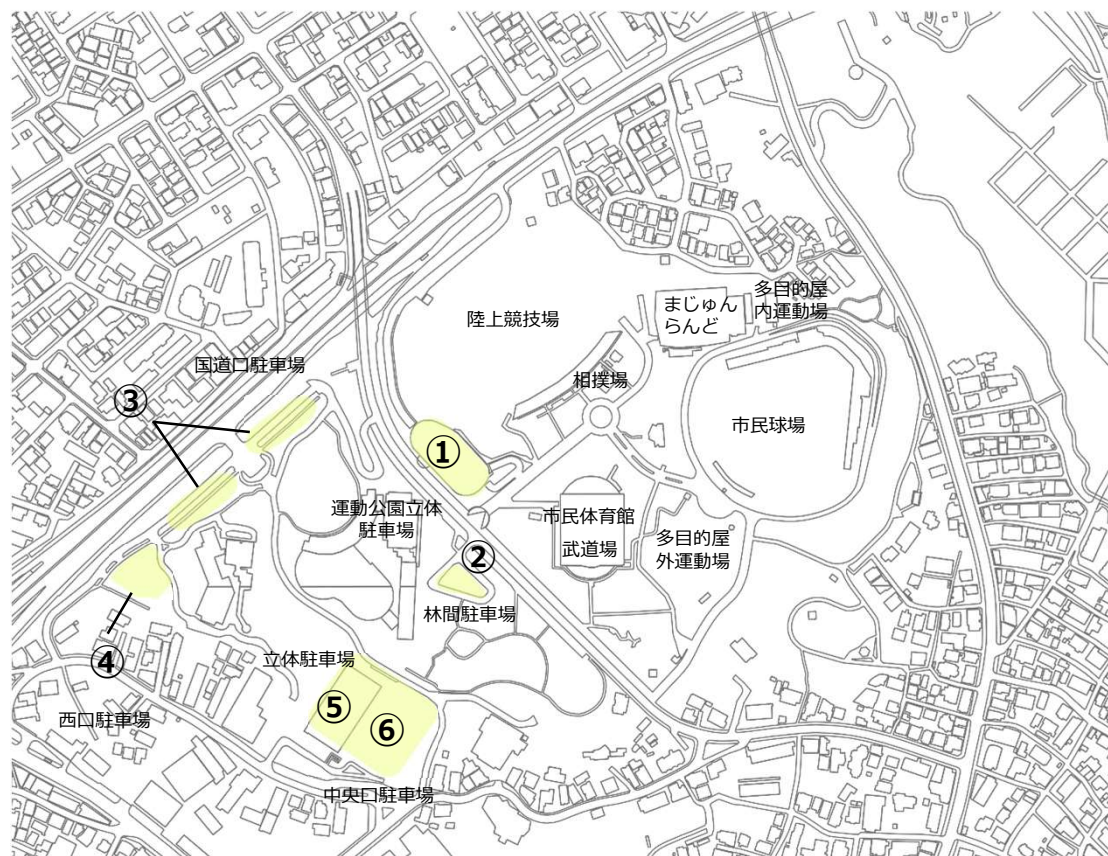 まじゅん
らんど
多目的屋
内運動場
陸上競技場
国道口駐車場
相撲場
③
市民球場
①
運動公園立体
駐車場
市民体育館
武道場
多目的屋
外運動場
②
林間駐車場
④
立体駐車場
⑤
⑥
西口駐車場
中央口駐車場